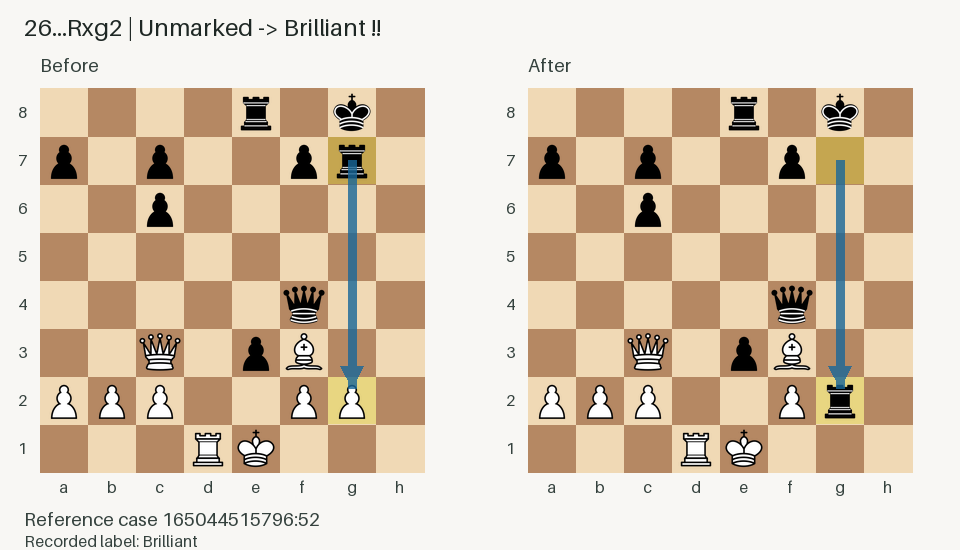 26...Rxg2 | Unmarked -> Brilliant !!
Before
After
8
7
6
5
4
3
2
1
a b c d e f g h
8
7
6
5
4
3
2
1
a b c d e f g h
Reference case 165044515796:52
Recorded label: Brilliant